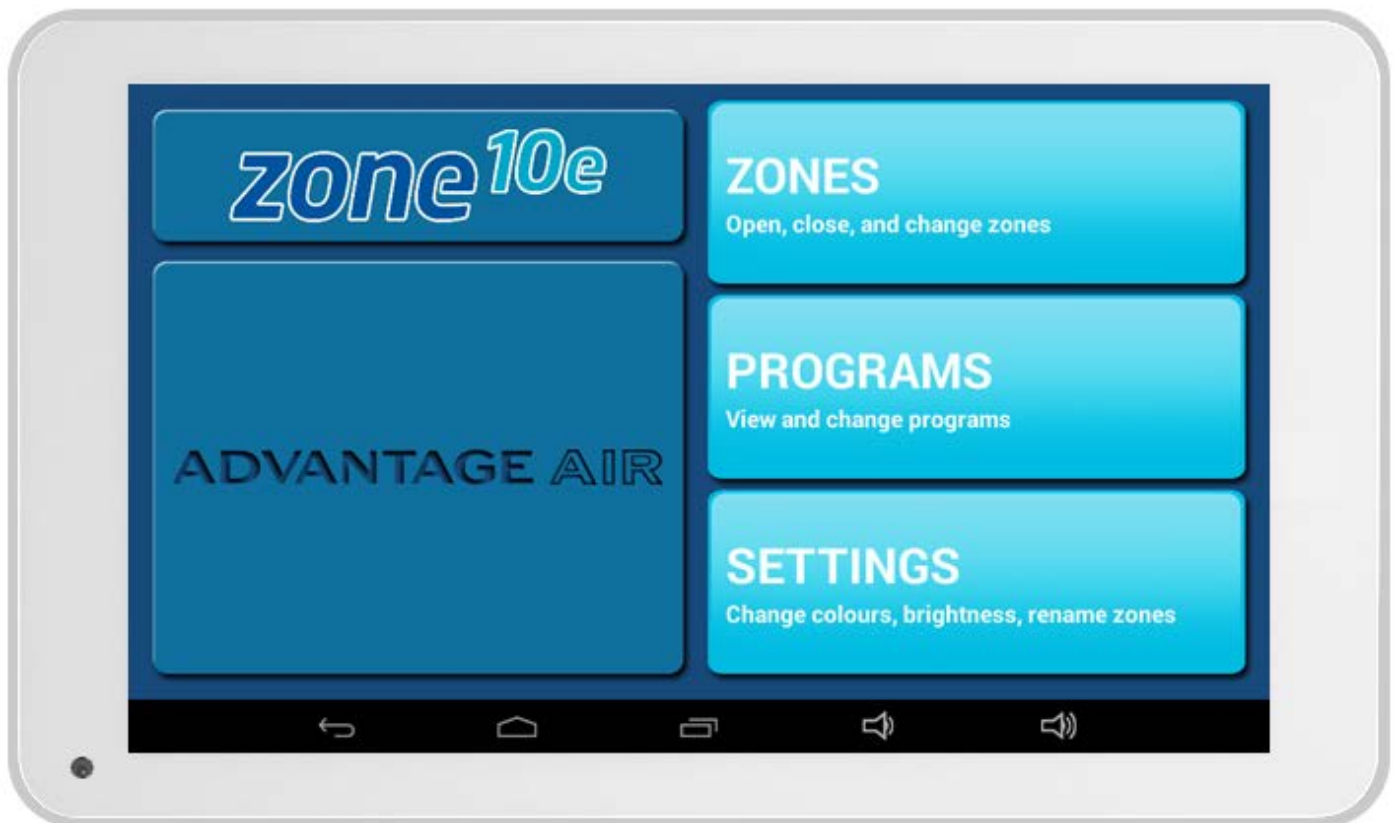 zone10e
ADVANTAGE AIR
ZONES
Open, close, and change zones
PROGRAMS
View and change programs
SETTINGS
Change colours, brightness, rename zones